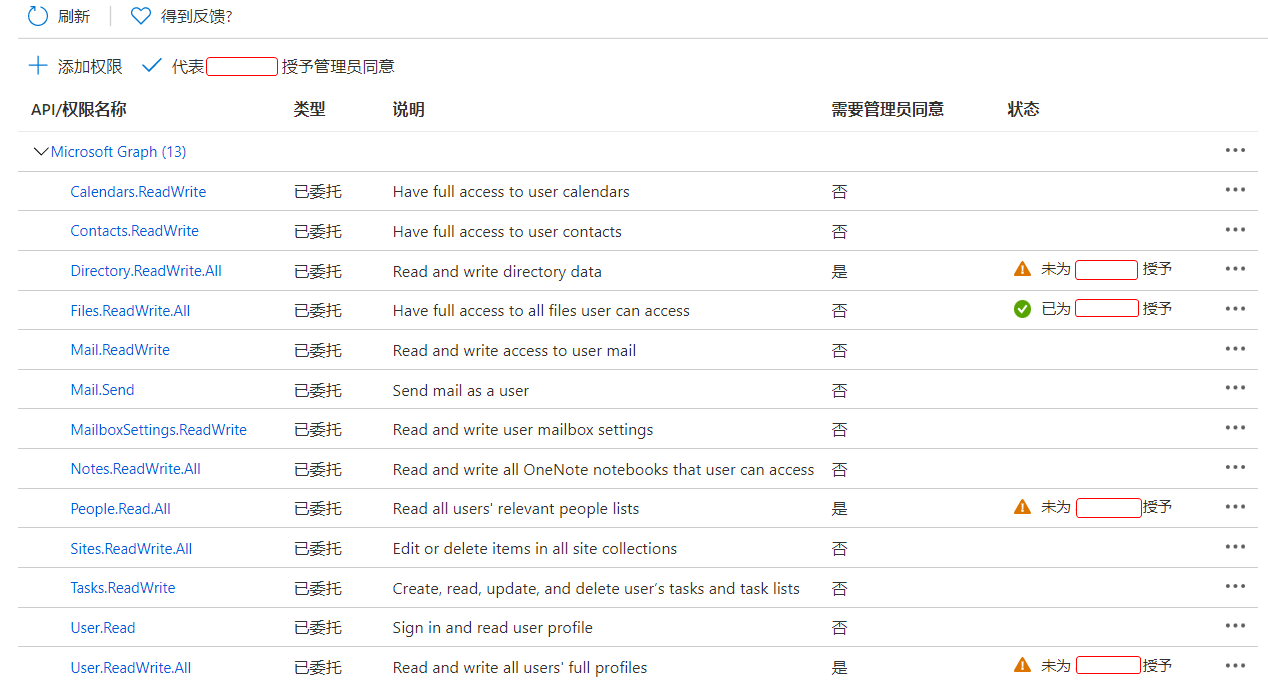 刷新 得到反馈?
添加权限 代表 授予管理员同意
API/权限名称 类型 说明 需要管理员同意 状态
Microsoft Graph (13)
Calendars.ReadWrite 已委托 Have full access to user calendars 否
Contacts.ReadWrite 已委托 Have full access to user contacts 否
Directory.ReadWrite.All 已委托 Read and write directory data 是 未为 授予
Files.ReadWrite.All 已委托 Have full access to all files user can access 否 已为 授予
Mail.ReadWrite 已委托 Read and write access to user mail 否
Mail.Send 已委托 Send mail as a user 否
MailboxSettings.ReadWrite 已委托 Read and write user mailbox settings 否
Notes.ReadWrite.All 已委托 Read and write all OneNote notebooks that user can access 否
People.Read.All 已委托 Read all users' relevant people lists 是 未为 授予
Sites.ReadWrite.All 已委托 Edit or delete items in all site collections 否
Tasks.ReadWrite 已委托 Create, read, update, and delete user’s tasks and task lists 否
User.Read 已委托 Sign in and read user profile 否
User.ReadWrite.All 已委托 Read and write all users' full profiles 是 未为 授予